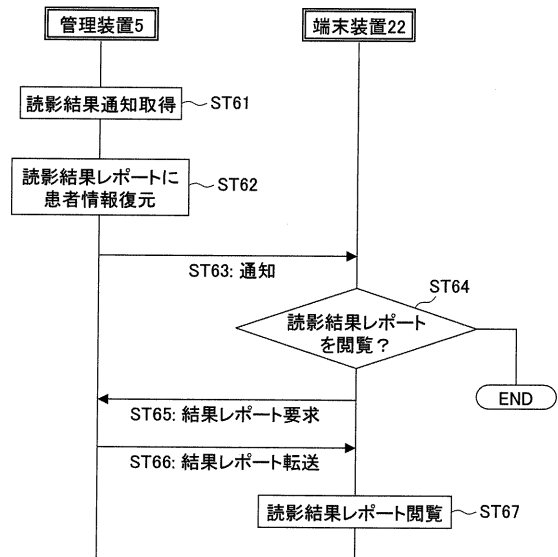 管理装置5
端末装置22
読影結果通知取得
ST61
読影結果レポートに
患者情報復元
ST62
ST63: 通知
ST64
読影結果レポート
を閲覧？
END
ST65: 結果レポート要求
ST66: 結果レポート転送
読影結果レポート閲覧
ST67